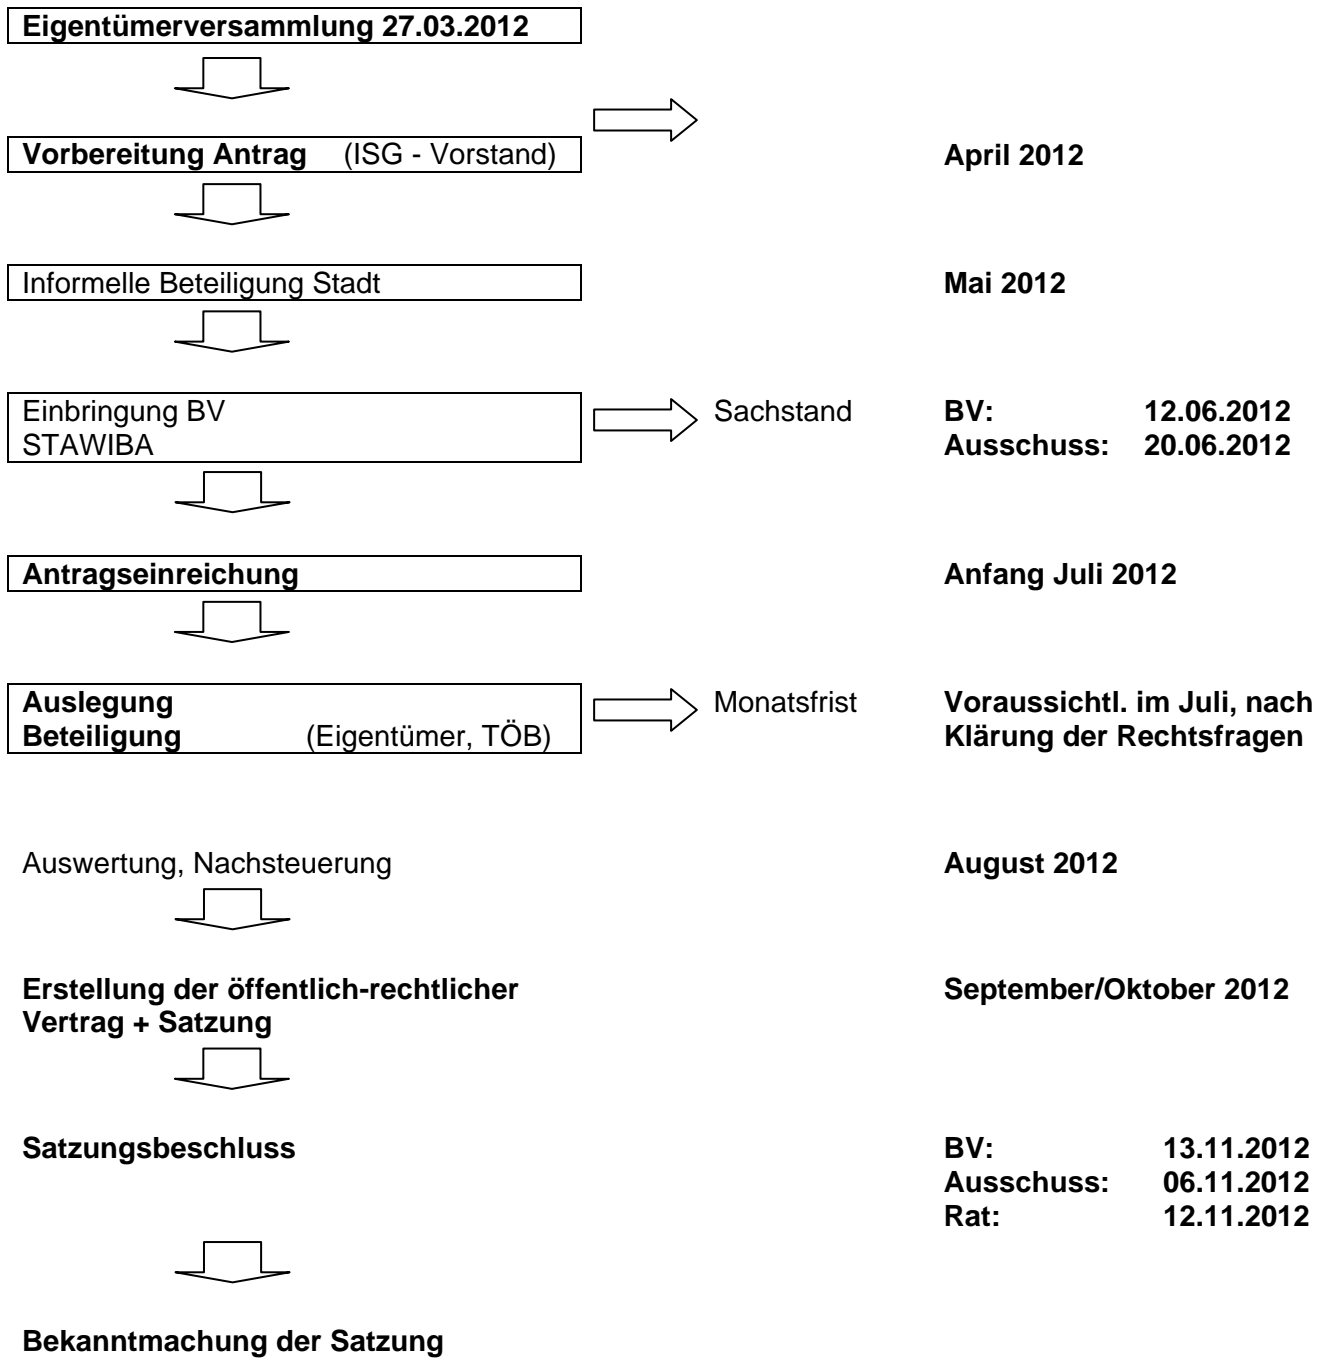 Eigentümerversammlung 27.03.2012
Vorbereitung Antrag (ISG - Vorstand) April 2012
Informelle Beteiligung Stadt Mai 2012
Einbringung BV Sachstand BV: 12.06.2012
STAWIBA Ausschuss: 20.06.2012
Antragseinreichung Anfang Juli 2012
Auslegung Monatsfrist Voraussichtl. im Juli, nach
Beteiligung (Eigentümer, TÖB) Klärung der Rechtsfragen
Auswertung, Nachsteuerung August 2012
Erstellung der öffentlich-rechtlicher September/Oktober 2012
Vertrag + Satzung
Satzungsbeschluss BV: 13.11.2012
Ausschuss: 06.11.2012
Rat: 12.11.2012
Bekanntmachung der Satzung